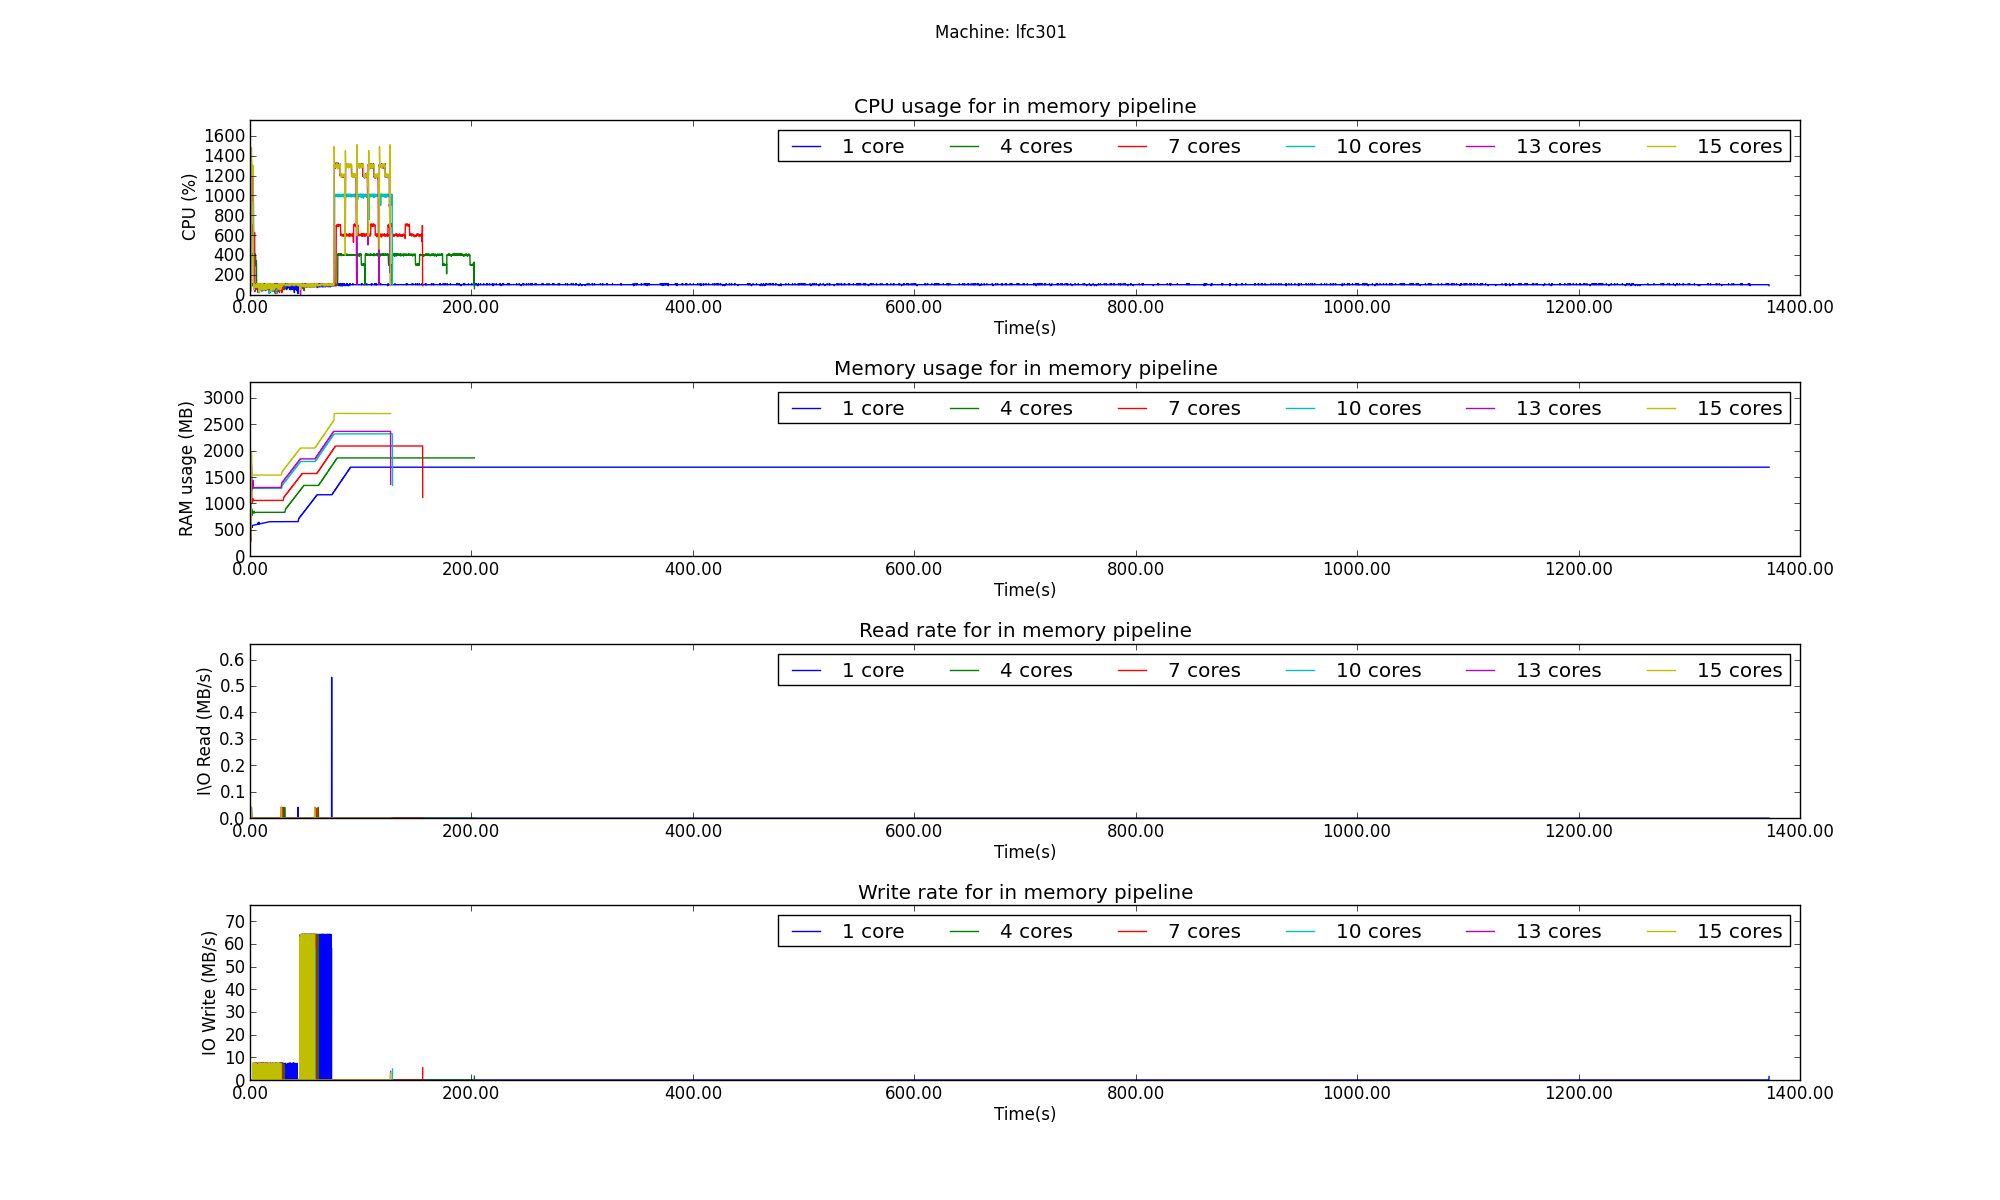 Machine: lfc301
CPU usage for in memory pipeline
1 core 4 cores 7 cores 10 cores 13 cores 15 cores
CPU (%)
1600
1400
1200
1000
800
600
400
200
0
0.00 200.00 400.00 600.00 800.00 1000.00 1200.00 1400.00
Time(s)
Memory usage for in memory pipeline
1 core 4 cores 7 cores 10 cores 13 cores 15 cores
RAM usage (MB)
3000
2500
2000
1500
1000
500
0
0.00 200.00 400.00 600.00 800.00 1000.00 1200.00 1400.00
Time(s)
Read rate for in memory pipeline
1 core 4 cores 7 cores 10 cores 13 cores 15 cores
I\O Read (MB/s)
0.6
0.5
0.4
0.3
0.2
0.1
0.0
0.00 200.00 400.00 600.00 800.00 1000.00 1200.00 1400.00
Time(s)
Write rate for in memory pipeline
1 core 4 cores 7 cores 10 cores 13 cores 15 cores
IO Write (MB/s)
70
60
50
40
30
20
10
0
0.00 200.00 400.00 600.00 800.00 1000.00 1200.00 1400.00
Time(s)